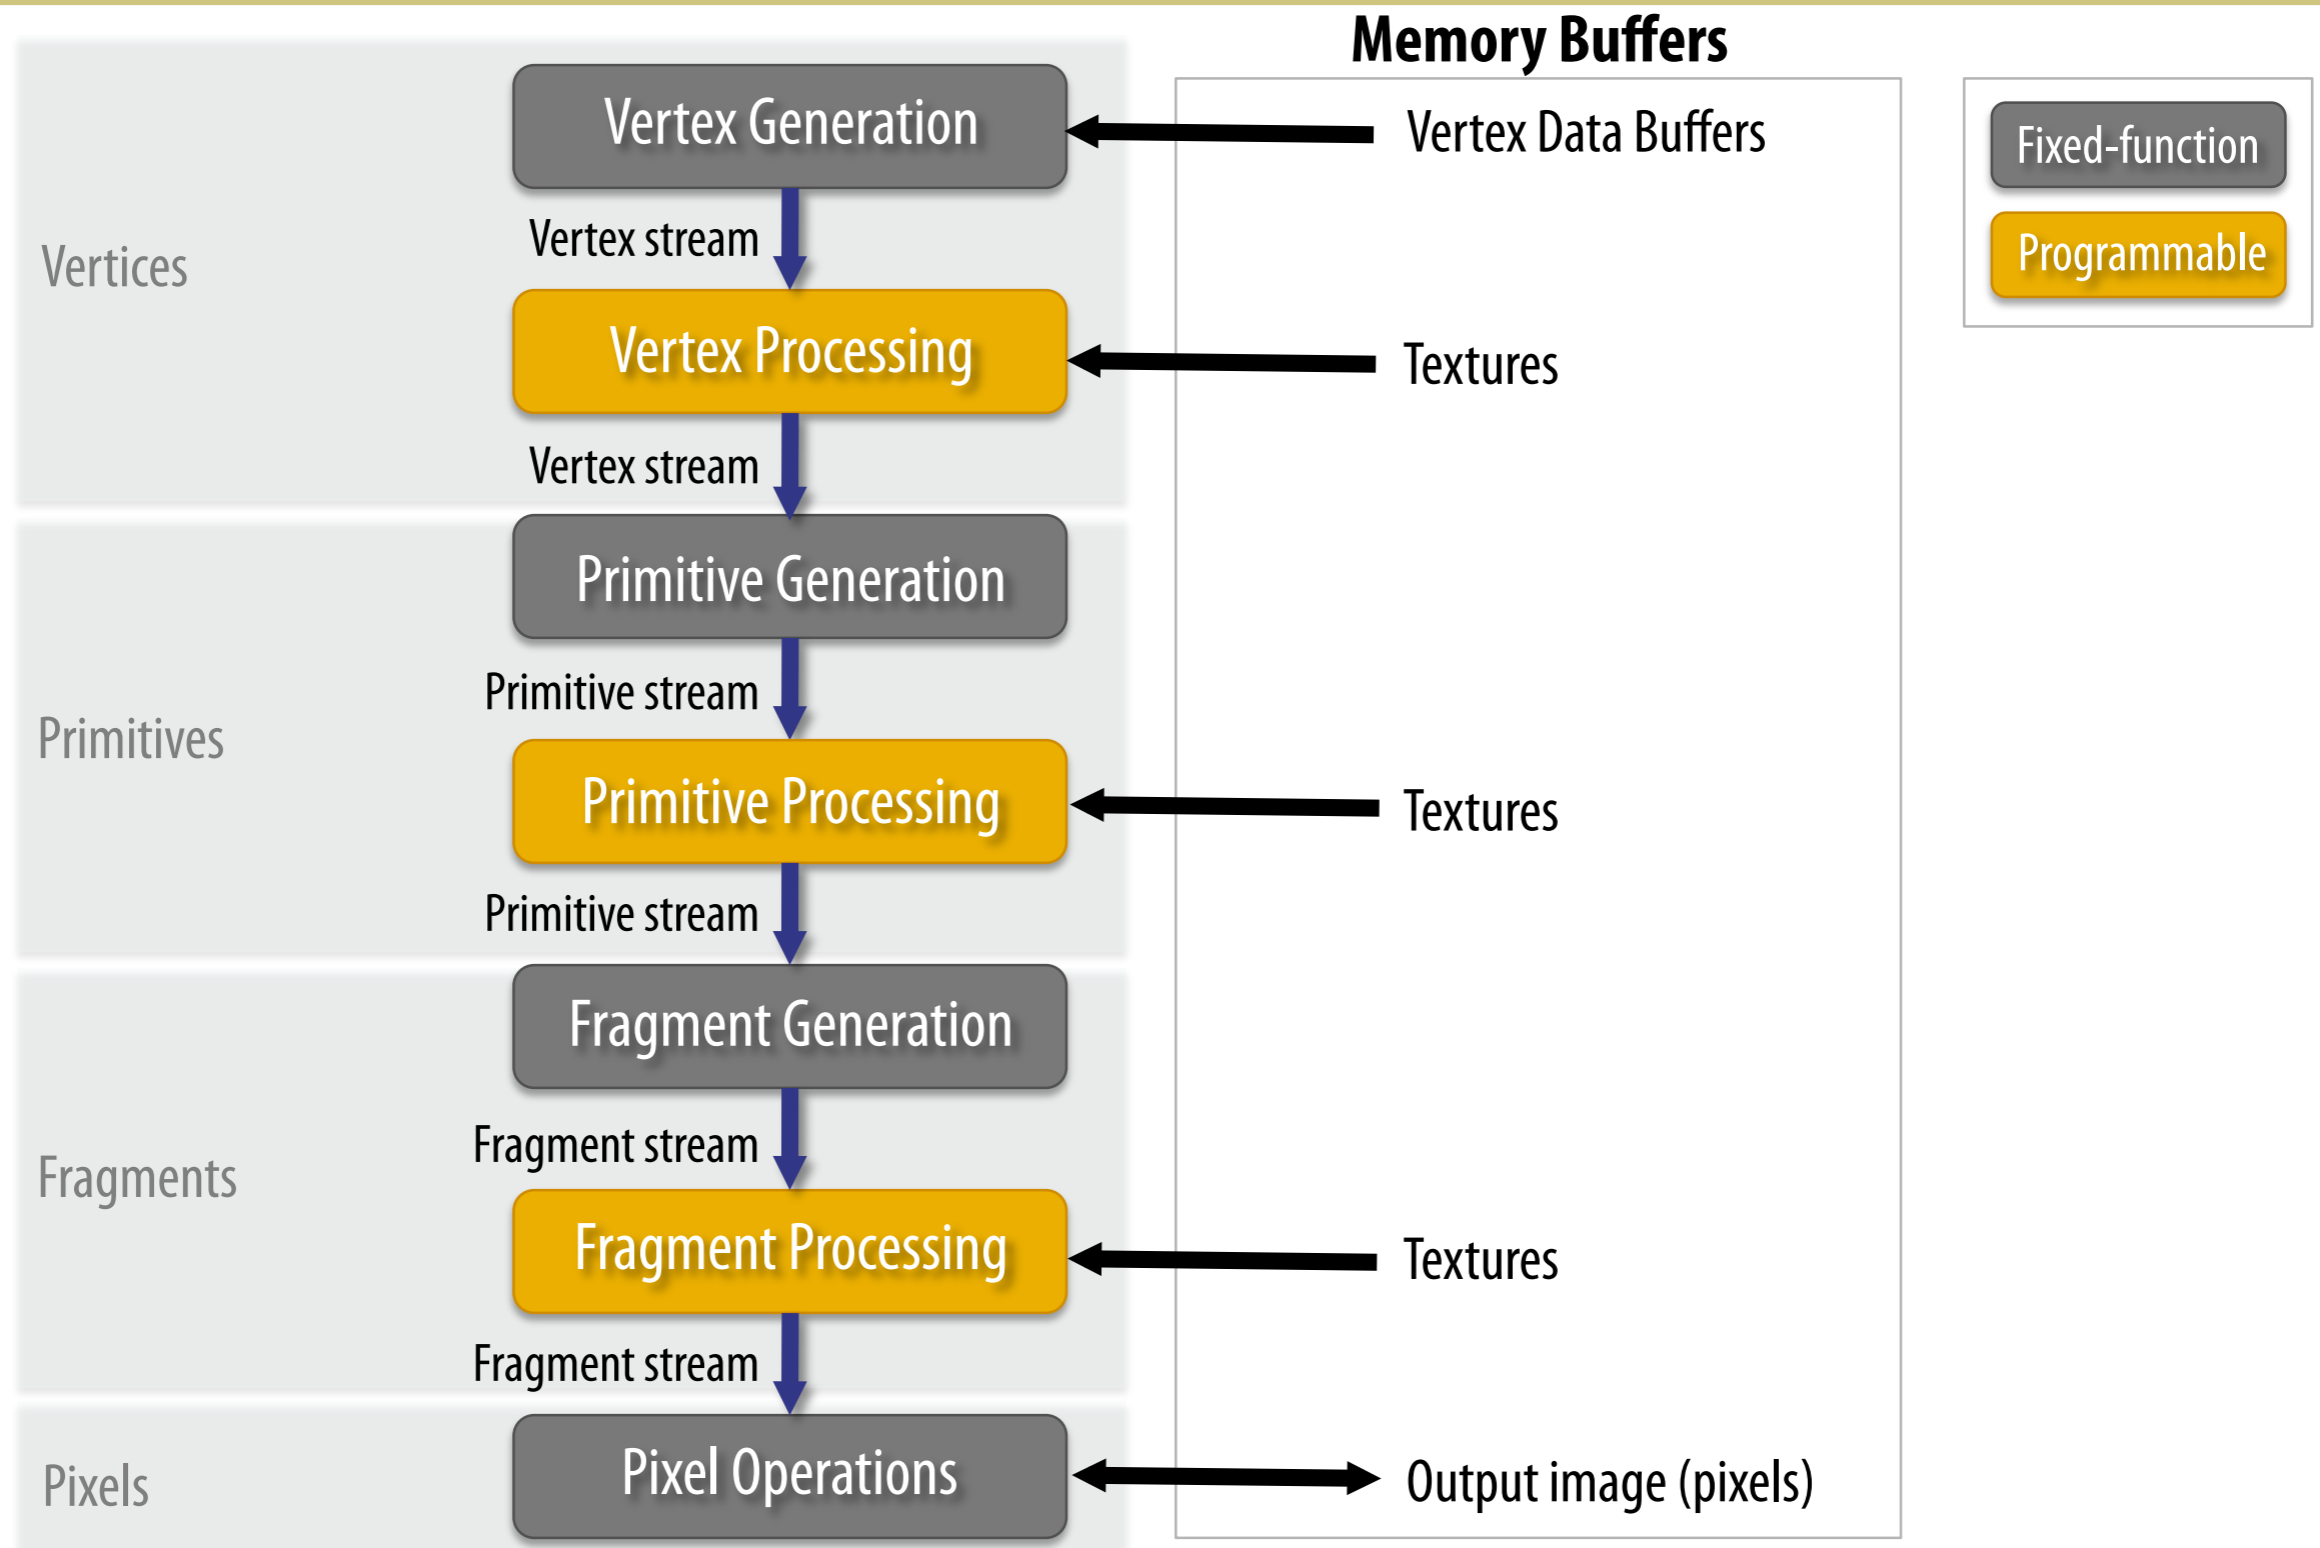 Memory Buffers
Vertex Generation
Vertex Data Buffers
Fixed-function
Vertex stream
Vertices
Programmable
Vertex Processing
Textures
Vertex stream
Primitive Generation
Primitive stream
Primitives
Primitive Processing
Textures
Primitive stream
Fragment Generation
Fragment stream
Fragments
Fragment Processing
Textures
Fragment stream
Pixel Operations
Pixels
Output image (pixels)